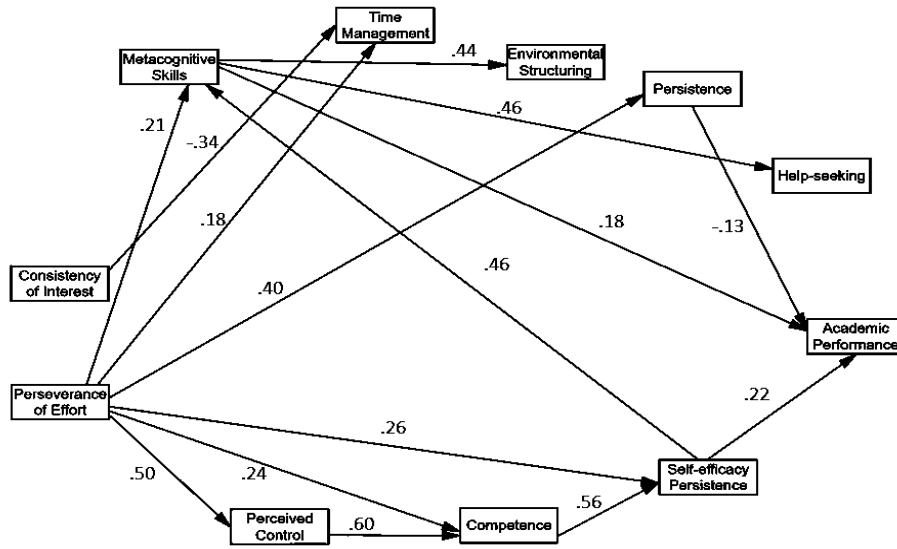 Time
Management
Metacognitive
Skills
.44
Environmental
Structuring
Persistence
.21
-.34
.46
Help-seeking
.18
.18
-.13
Consistency
of Interest
.40
.46
Academic
Performance
Perseverance
of Effort
.26
.22
.50
.24
Self-efficacy
Persistence
.56
Perceived
Control
.60
Competence